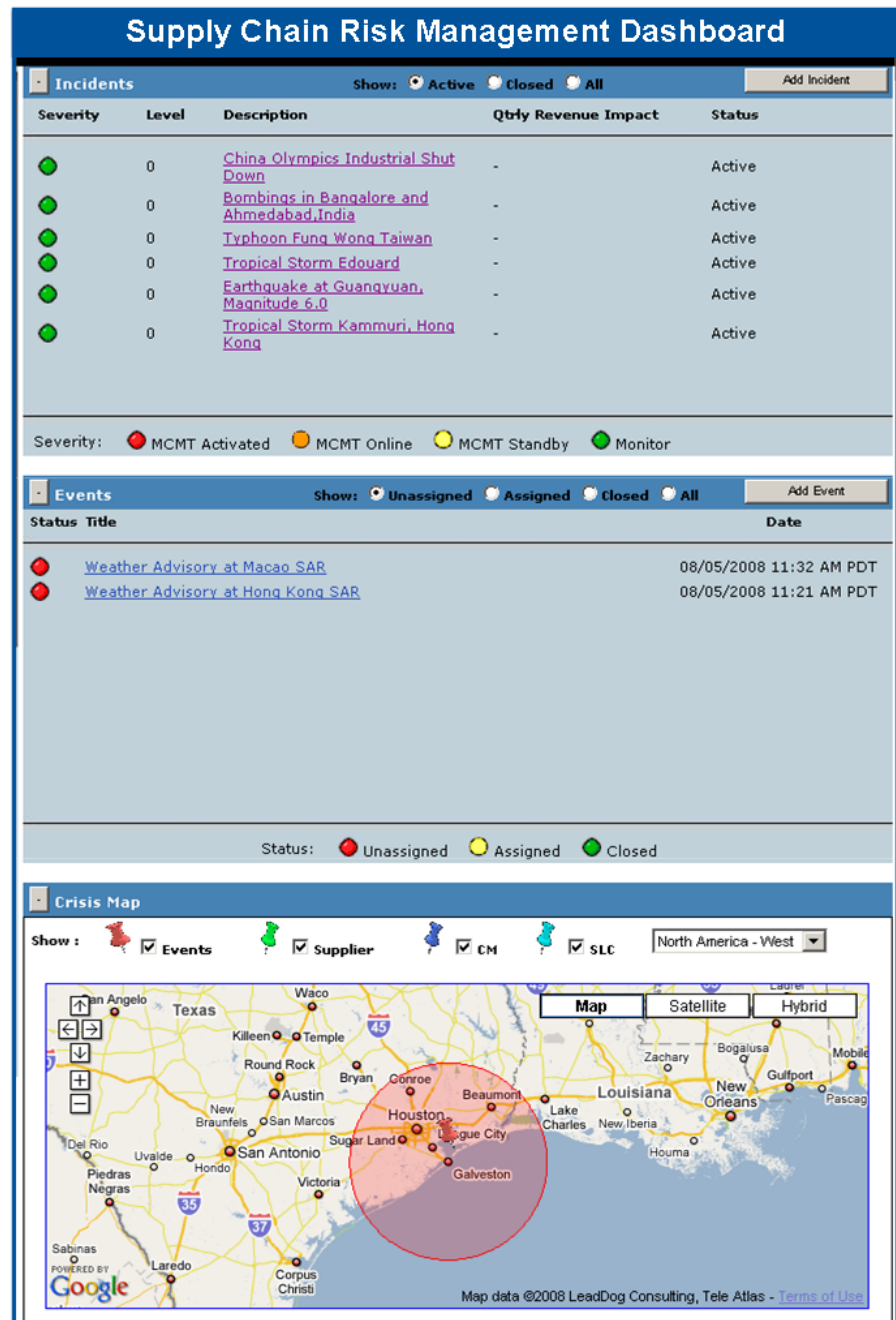 Supply Chain Risk Management Dashboard
- Incidents Show: Active Closed All Add Incident
Severity Level Description Qtrly Revenue Impact Status
0 China Olympics Industrial Shut Down - Active
0 Bombings in Bangalore and Ahmedabad,India - Active
0 Typhoon Fung Wong Taiwan - Active
0 Tropical Storm Edouard - Active
0 Earthquake at Guangyuan, Magnitude 6.0 - Active
0 Tropical Storm Kammuri, Hong Kong - Active
Severity: MCMT Activated MCMT Online MCMT Standby Monitor
- Events Show: Unassigned Assigned Closed All Add Event
Status Title Date
Weather Advisory at Macao SAR 08/05/2008 11:32 AM PDT
Weather Advisory at Hong Kong SAR 08/05/2008 11:21 AM PDT
Status: Unassigned Assigned Closed
- Crisis Map
Show : Events Supplier CM SLC North America - West
Map Satellite Hybrid
San Angelo
Texas
Waco
45
Laurel
Killeen
Temple
Zachary
Bogalusa
Mobile
Round Rock
Bryan
Conroe
Gulfport
Austin
Beaumont
Louisiana
New Orleans
Pascag
New Braunfels
San Marcos
Houston
Lake Charles
New Iberia
Sugar Land
League City
Del Rio
Uvalde
Hondo
San Antonio
Houma
Piedras Negras
Victoria
Galveston
35
37
Sabinas
Laredo
Corpus Christi
POWERED BY
Google
Map data ©2008 LeadDog Consulting, Tele Atlas - Terms of Use